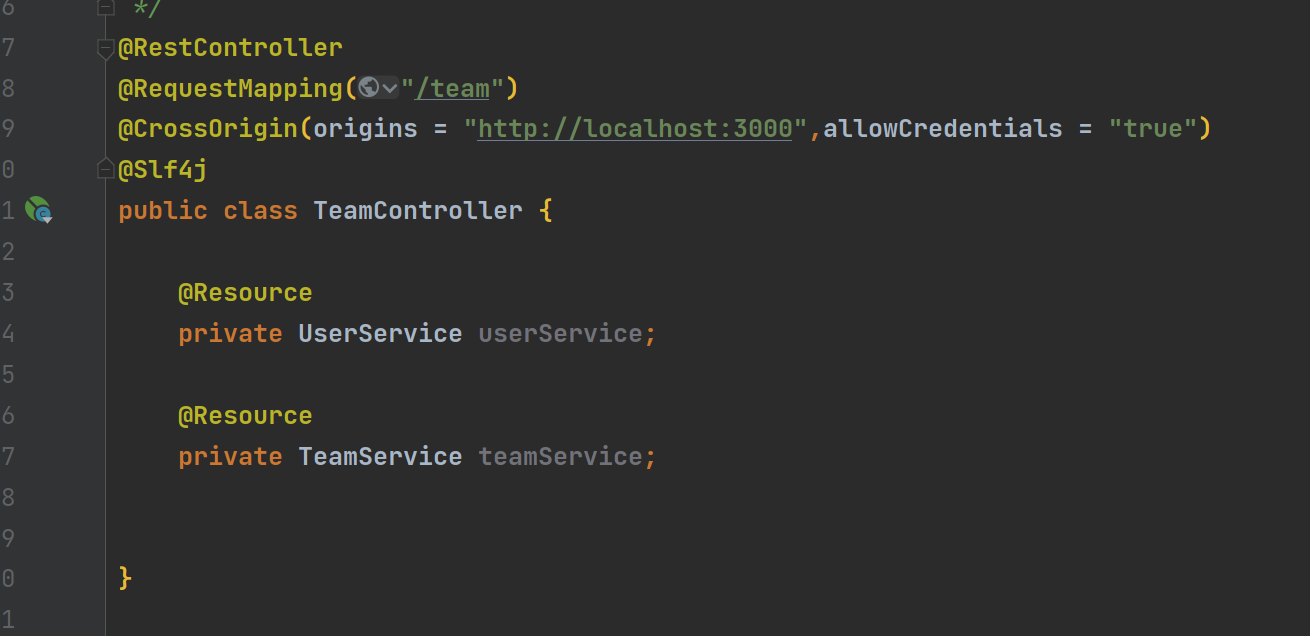 6 */
7 @RestController
8 @RequestMapping("/team")
9 @CrossOrigin(origins = "http://localhost:3000",allowCredentials = "true")
0 @Slf4j
1 public class TeamController {
2
3 @Resource
4 private UserService userService;
5
6 @Resource
7 private TeamService teamService;
8
9
0 }
1